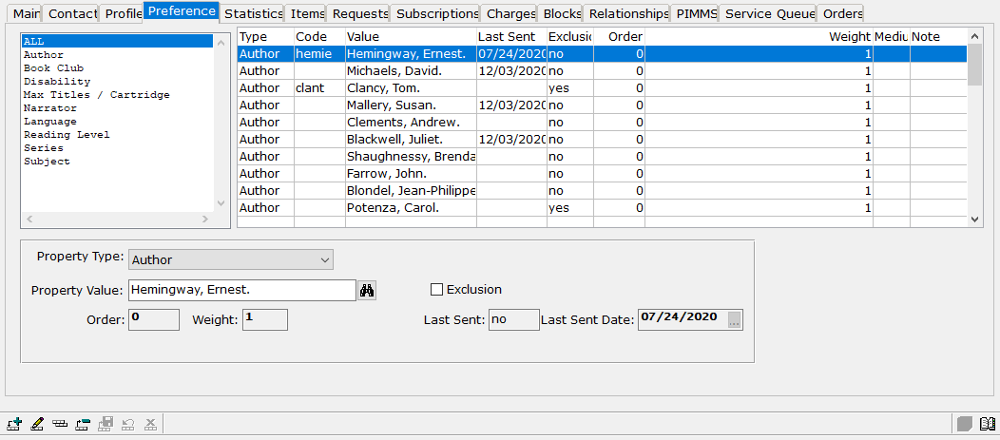 Main Contact Profile Preference Statistics Items Requests Subscriptions Charges Blocks Relationships PIMMS Service Queue Orders
ALL
Author
Book Club
Disability
Max Titles / Cartridge
Narrator
Language
Reading Level
Series
Subject
Type Code Value Last Sent Exclusi Order Weight Mediu Note
Author hemie Hemingway, Ernest. 07/24/2020 no 0 1
Author Michaels, David. 12/03/2020 no 0 1
Author clant Clancy, Tom. yes 0 1
Author Mallery, Susan. 12/03/2020 no 0 1
Author Clements, Andrew. no 0 1
Author Blackwell, Juliet. 12/03/2020 no 0 1
Author Shaughnessy, Brenda no 0 1
Author Farrow, John. no 0 1
Author Blondel, Jean-Philippe no 0 1
Author Potenza, Carol. yes 0 1
Property Type: Author
Property Value: Hemingway, Ernest. Exclusion
Order: 0 Weight: 1 Last Sent: no Last Sent Date: 07/24/2020 ...